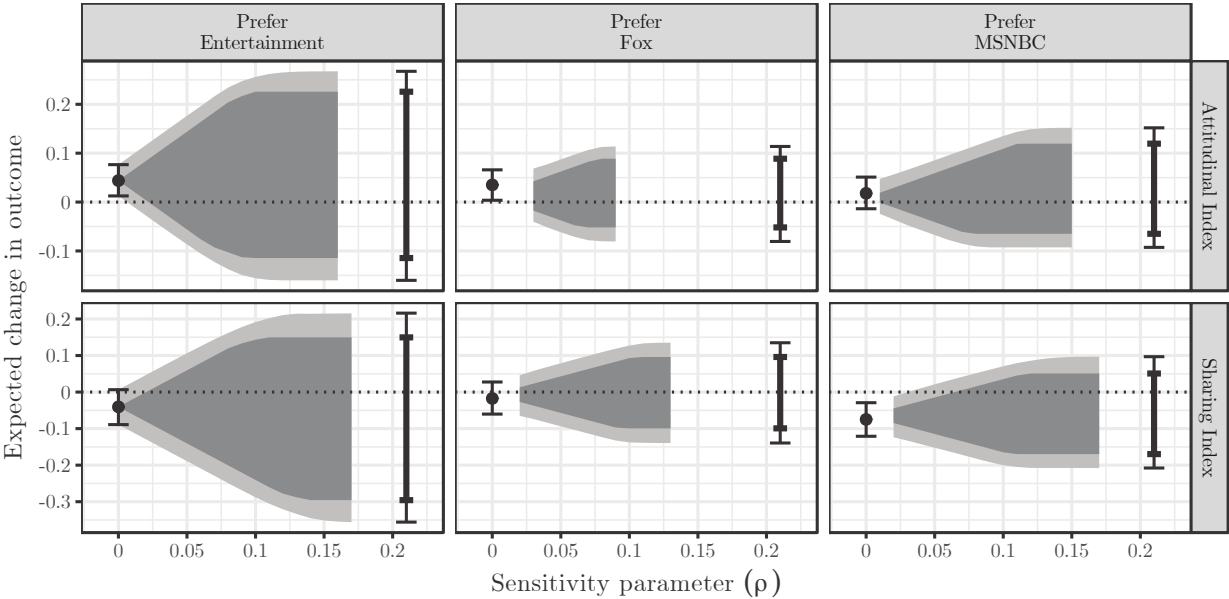 Prefer
Entertainment
Prefer
Fox
Prefer
MSNBC
Expected change in outcome
0.2
0.1
0
-0.1
Attitudinal Index
0.2
0.1
0
-0.1
-0.2
-0.3
Sharing Index
0 0.05 0.1 0.15 0.2
0 0.05 0.1 0.15 0.2
0 0.05 0.1 0.15 0.2
Sensitivity parameter (ρ)